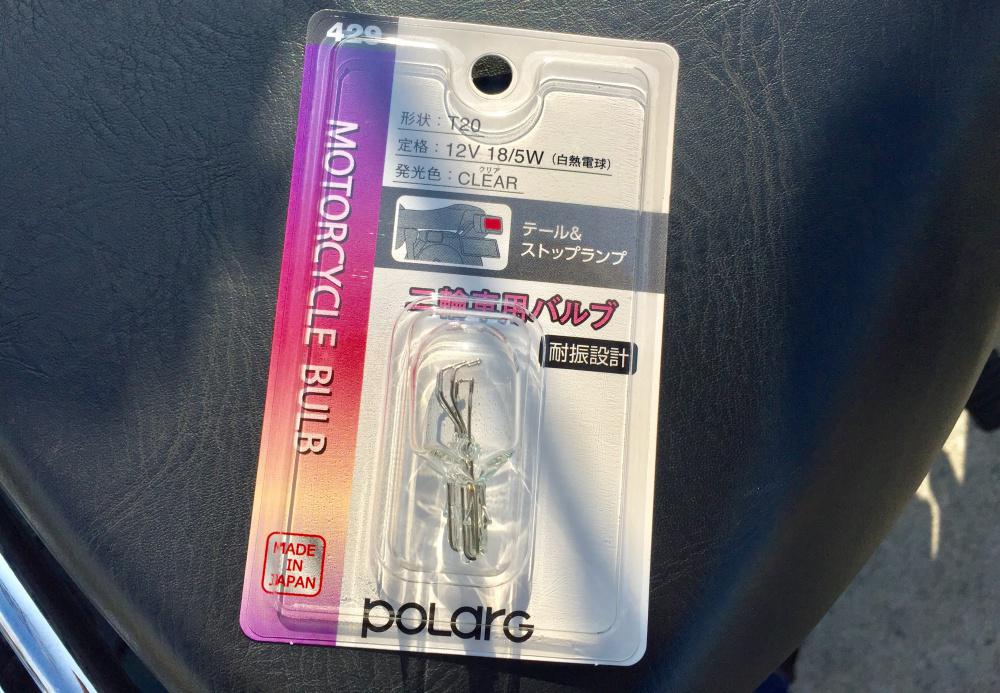 429
MOTORCYCLE BULB
形状：T20
定格：12V 18/5W（白熱電球）
クリア
発光色：CLEAR
テール&
ストップランプ
二輪車用バルブ
耐振設計
MADE
IN
JAPAN
POLARG